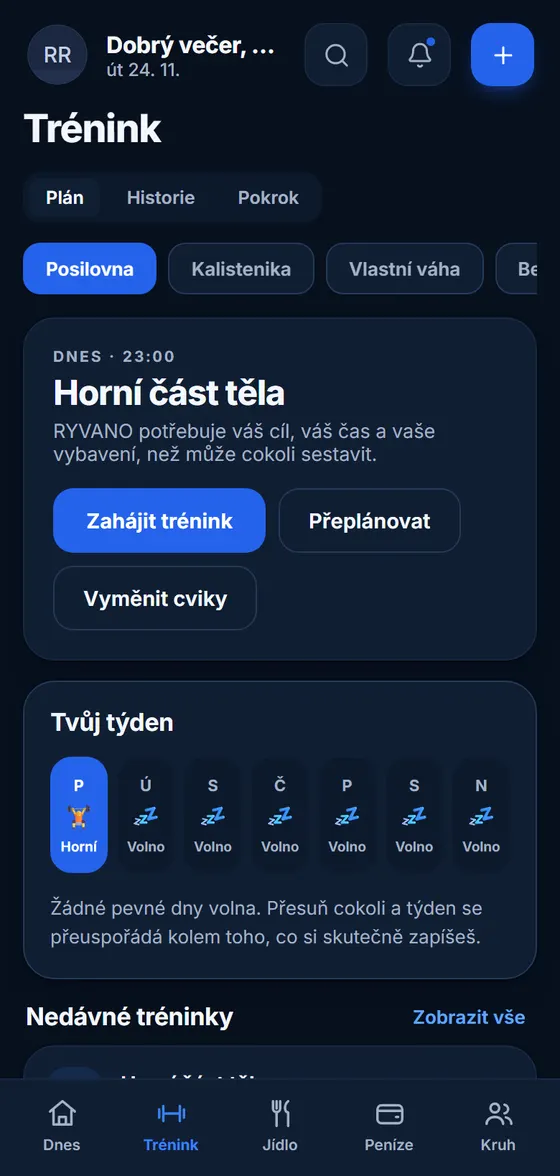 RR
Dobrý večer, ...
út 24. 11.
Trénink
Plán
Historie
Pokrok
Posilovna
Kalistenika
Vlastní váha
DNES · 23:00
Horní část těla
RYVANO potřebuje váš cíl, váš čas a vaše
vybavení, než může cokoli sestavit.
Zahájit trénink
Přeplánovat
Vyměnit cviky
Tvůj týden
P
Ú
S
Č
P
S
N
Horní
Volno
Volno
Volno
Volno
Volno
Volno
Žádné pevné dny volna. Přesuň cokoli a týden se
přeuspořádá kolem toho, co si skutečně zapíšeš.
Nedávné tréninky
Zobrazit vše
Dnes
Trénink
Jídlo
Peníze
Kruh